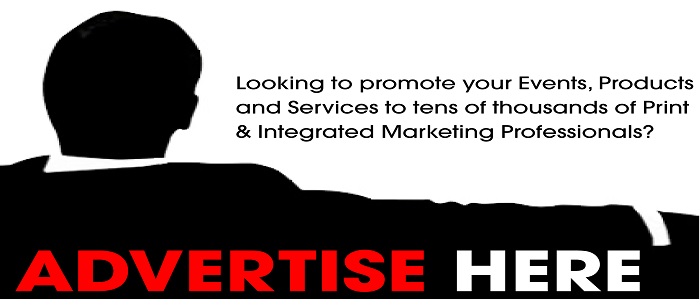 Looking to promote your Events, Products
and Services to tens of thousands of Print
& Integrated Marketing Professionals?
ADVERTISE HERE